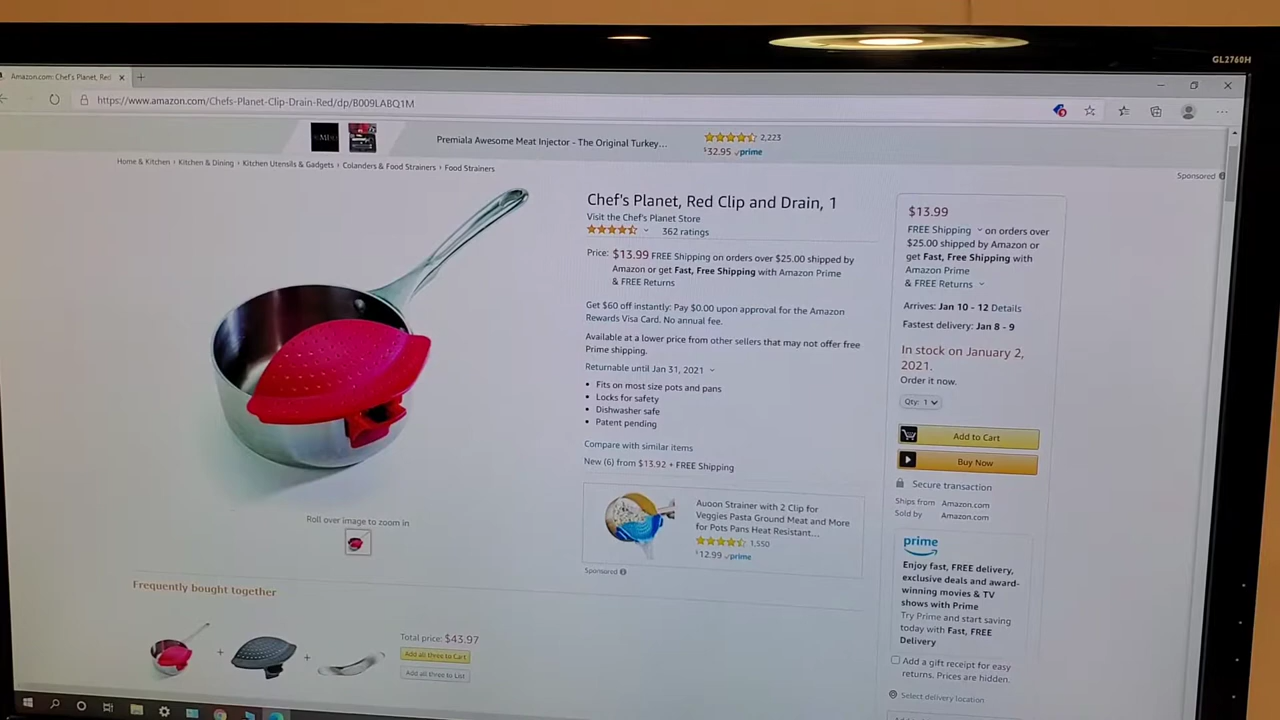 GL2760H
Amazon.com: Chef's Planet, Red
https://www.amazon.com/Chefs-Planet-Clip-Drain-Red/dp/B009LABQ1M
Premiala Awesome Meat Injector - The Original Turkey...
2,223
$32.95 prime
Sponsored
Home & Kitchen › Kitchen & Dining › Kitchen Utensils & Gadgets › Colanders & Food Strainers › Food Strainers
Chef's Planet, Red Clip and Drain, 1
Visit the Chef's Planet Store
362 ratings
Price: $13.99 FREE Shipping on orders over $25.00 shipped by
Amazon or get Fast, Free Shipping with Amazon Prime
& FREE Returns
Get $60 off instantly: Pay $0.00 upon approval for the Amazon
Rewards Visa Card. No annual fee.
Available at a lower price from other sellers that may not offer free
Prime shipping.
Returnable until Jan 31, 2021
• Fits on most size pots and pans
• Locks for safety
• Dishwasher safe
• Patent pending
Compare with similar items
New (6) from $13.92 + FREE Shipping
Auoon Strainer with 2 Clip for
Veggies Pasta Ground Meat and More
for Pots Pans Heat Resistant...
1,550
$12.99 prime
Sponsored
Roll over image to zoom in
$13.99
FREE Shipping on orders over
$25.00 shipped by Amazon or
get Fast, Free Shipping with
Amazon Prime
& FREE Returns
Arrives: Jan 10 - 12 Details
Fastest delivery: Jan 8 - 9
In stock on January 2,
2021.
Order it now.
Qty: 1
Add to Cart
Buy Now
Secure transaction
Ships from Amazon.com
Sold by Amazon.com
prime
Enjoy fast, FREE delivery,
exclusive deals and award-
winning movies & TV
shows with Prime
Try Prime and start saving
today with Fast, FREE
Delivery
Add a gift receipt for easy
returns. Prices are hidden.
Select delivery location
Frequently bought together
+
+
Total price: $43.97
Add all three to Cart
Add all three to List